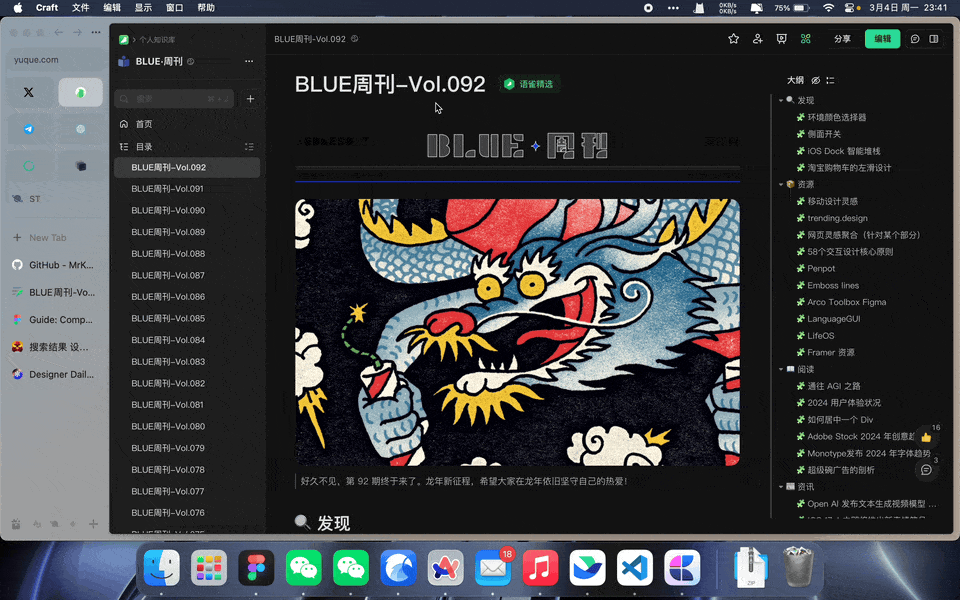 Craft 文件 编辑 显示 窗口 帮助
0KB/s
0KB/s
75%
3月4日 周一 23:41
yuque.com
ST
New Tab
GitHub - MrK...
BLUE周刊-Vo...
Guide: Comp...
搜索结果 设...
Designer Dail...
个人知识库
BLUE·周刊
搜索
首页
目录
BLUE周刊-Vol.092
BLUE周刊-Vol.091
BLUE周刊-Vol.090
BLUE周刊-Vol.089
BLUE周刊-Vol.088
BLUE周刊-Vol.087
BLUE周刊-Vol.086
BLUE周刊-Vol.085
BLUE周刊-Vol.084
BLUE周刊-Vol.083
BLUE周刊-Vol.082
BLUE周刊-Vol.081
BLUE周刊-Vol.080
BLUE周刊-Vol.079
BLUE周刊-Vol.078
BLUE周刊-Vol.077
BLUE周刊-Vol.076
BLUE周刊-Vol.092
分享
编辑
BLUE周刊-Vol.092
语雀精选
BLUE 周刊
好久不见，第 92 期终于来了。龙年新征程，希望大家在龙年依旧坚守自己的热爱！
发现
大纲
发现
环境颜色选择器
侧面开关
iOS Dock 智能堆栈
淘宝购物车的左滑设计
资源
移动设计灵感
trending.design
网页灵感聚合（针对某个部分）
58个交互设计核心原则
Penpot
Emboss lines
Arco Toolbox Figma
LanguageGUI
LifeOS
Framer 资源
阅读
通往 AGI 之路
2024 用户体验状况
如何居中一个 Div
Adobe Stock 2024 年创意趋
Monotype发布 2024 年字体趋势
超级碗广告的剖析
资讯
Open AI 发布文本生成视频模型 ...
16
3
18
ZIP